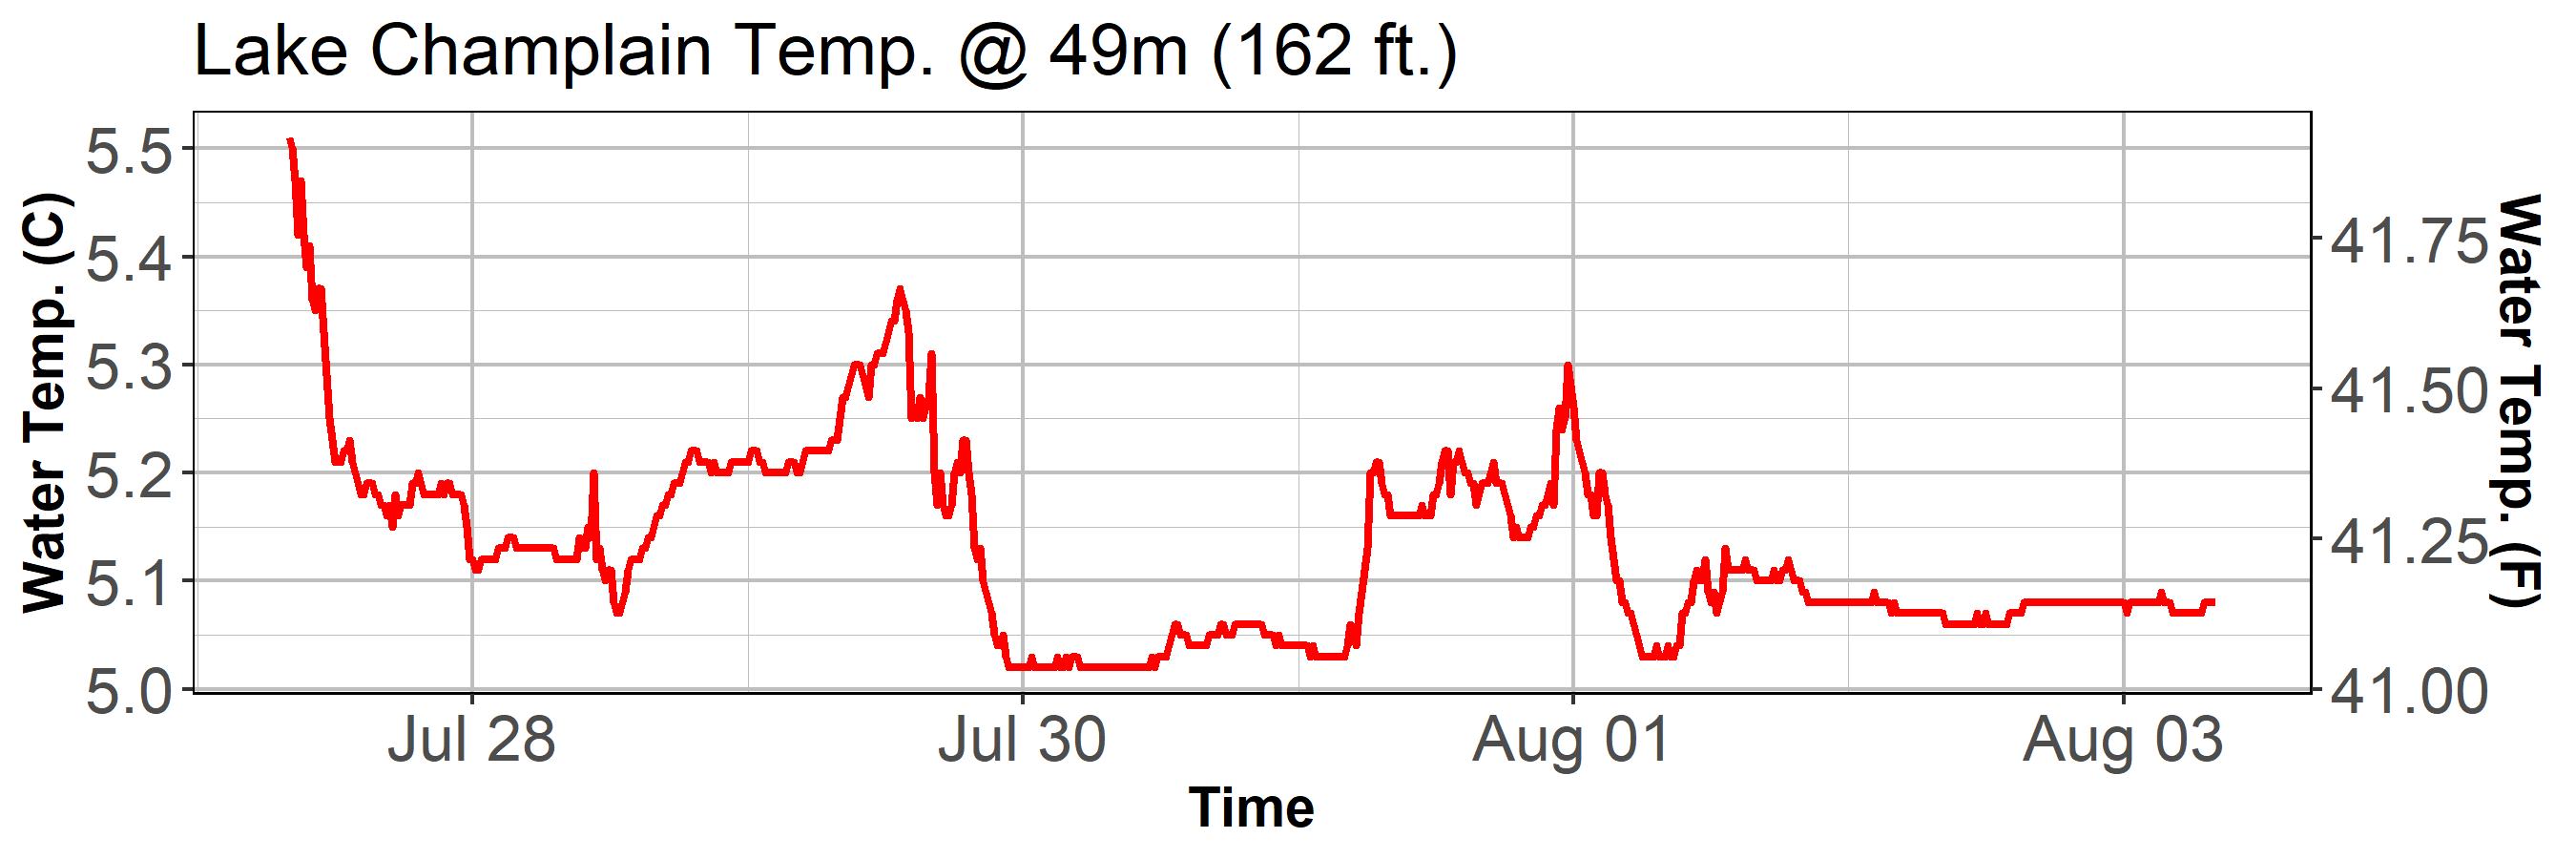 Lake Champlain Temp. @ 49m (162 ft.)
Water Temp. (C)
5.5
5.4
5.3
5.2
5.1
5.0
41.75
41.50
41.25
41.00
Water Temp. (F)
Jul 28
Jul 30
Aug 01
Aug 03
Time